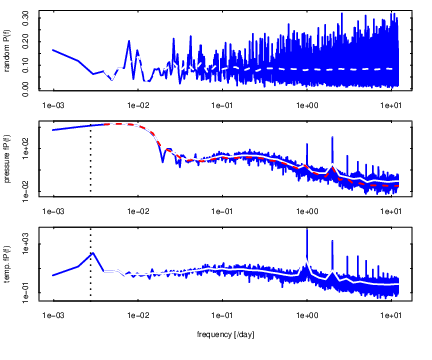 random P(f)
0.00
0.10
0.20
0.30
1e−03
1e−02
1e−01
1e+00
1e+01
pressure fP(f)
1e−02
1e+02
1e−03
1e−02
1e−01
1e+00
1e+01
temp. fP(f)
1e−01
1e+03
1e−03
1e−02
1e−01
1e+00
1e+01
frequency [/day]